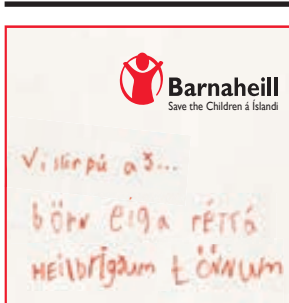 Barnaheill
Save the Children á Íslandi
Vissir þú að...
börn eiga rétt á
HEilbrigðum tÖNNUm